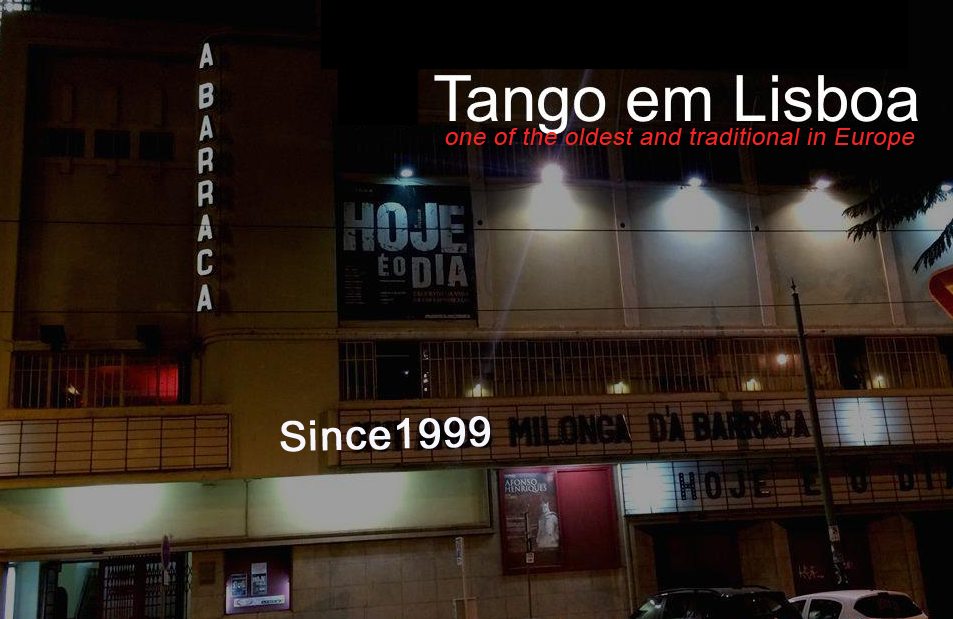 A BARRACA
Tango em Lisboa
one of the oldest and traditional in Europe
HOJE
É O DIA
Since1999
MILONGA D'A BARRACA
HOJE É O DIA
AFONSO
HENRIQUES